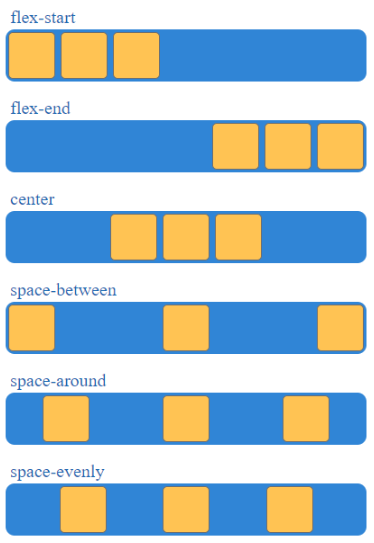 flex-start
flex-end
center
space-between
space-around
space-evenly